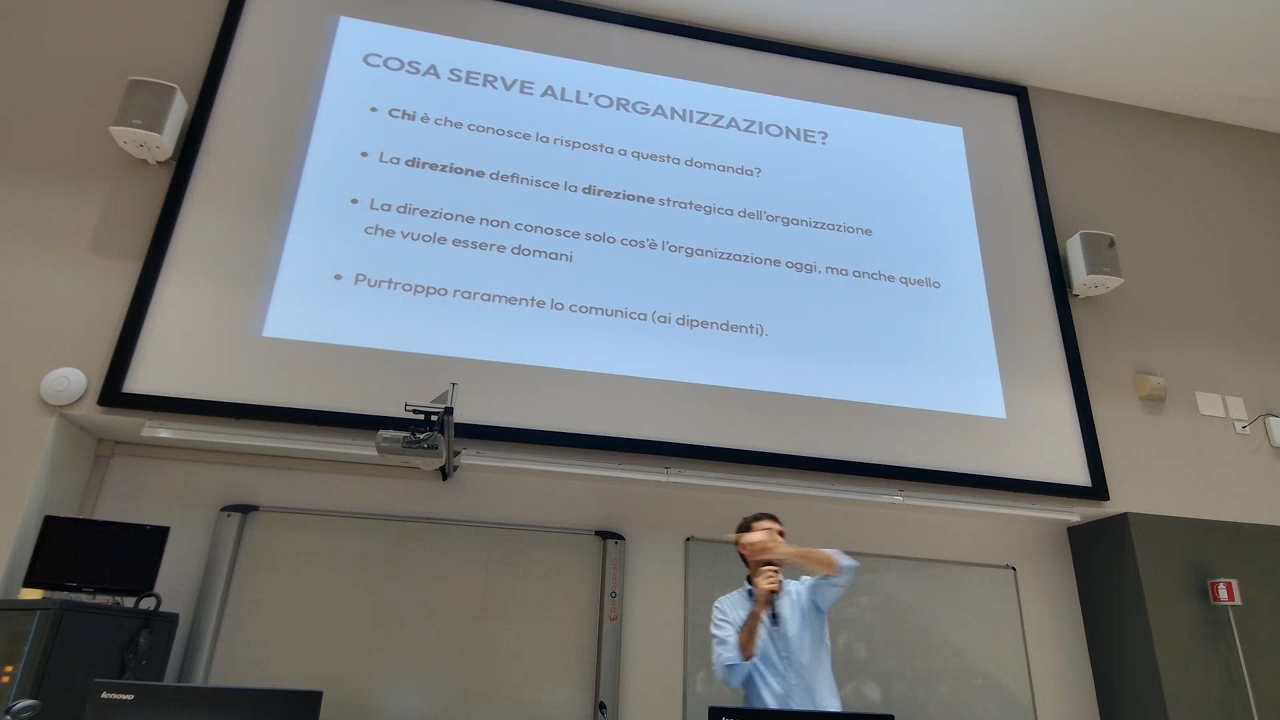 COSA SERVE ALL'ORGANIZZAZIONE?
• Chi è che conosce la risposta a questa domanda?
• La direzione definisce la direzione strategica dell'organizzazione
• La direzione non conosce solo cos'è l'organizzazione oggi, ma anche quello
che vuole essere domani
• Purtroppo raramente lo comunica (ai dipendenti).
lenovo